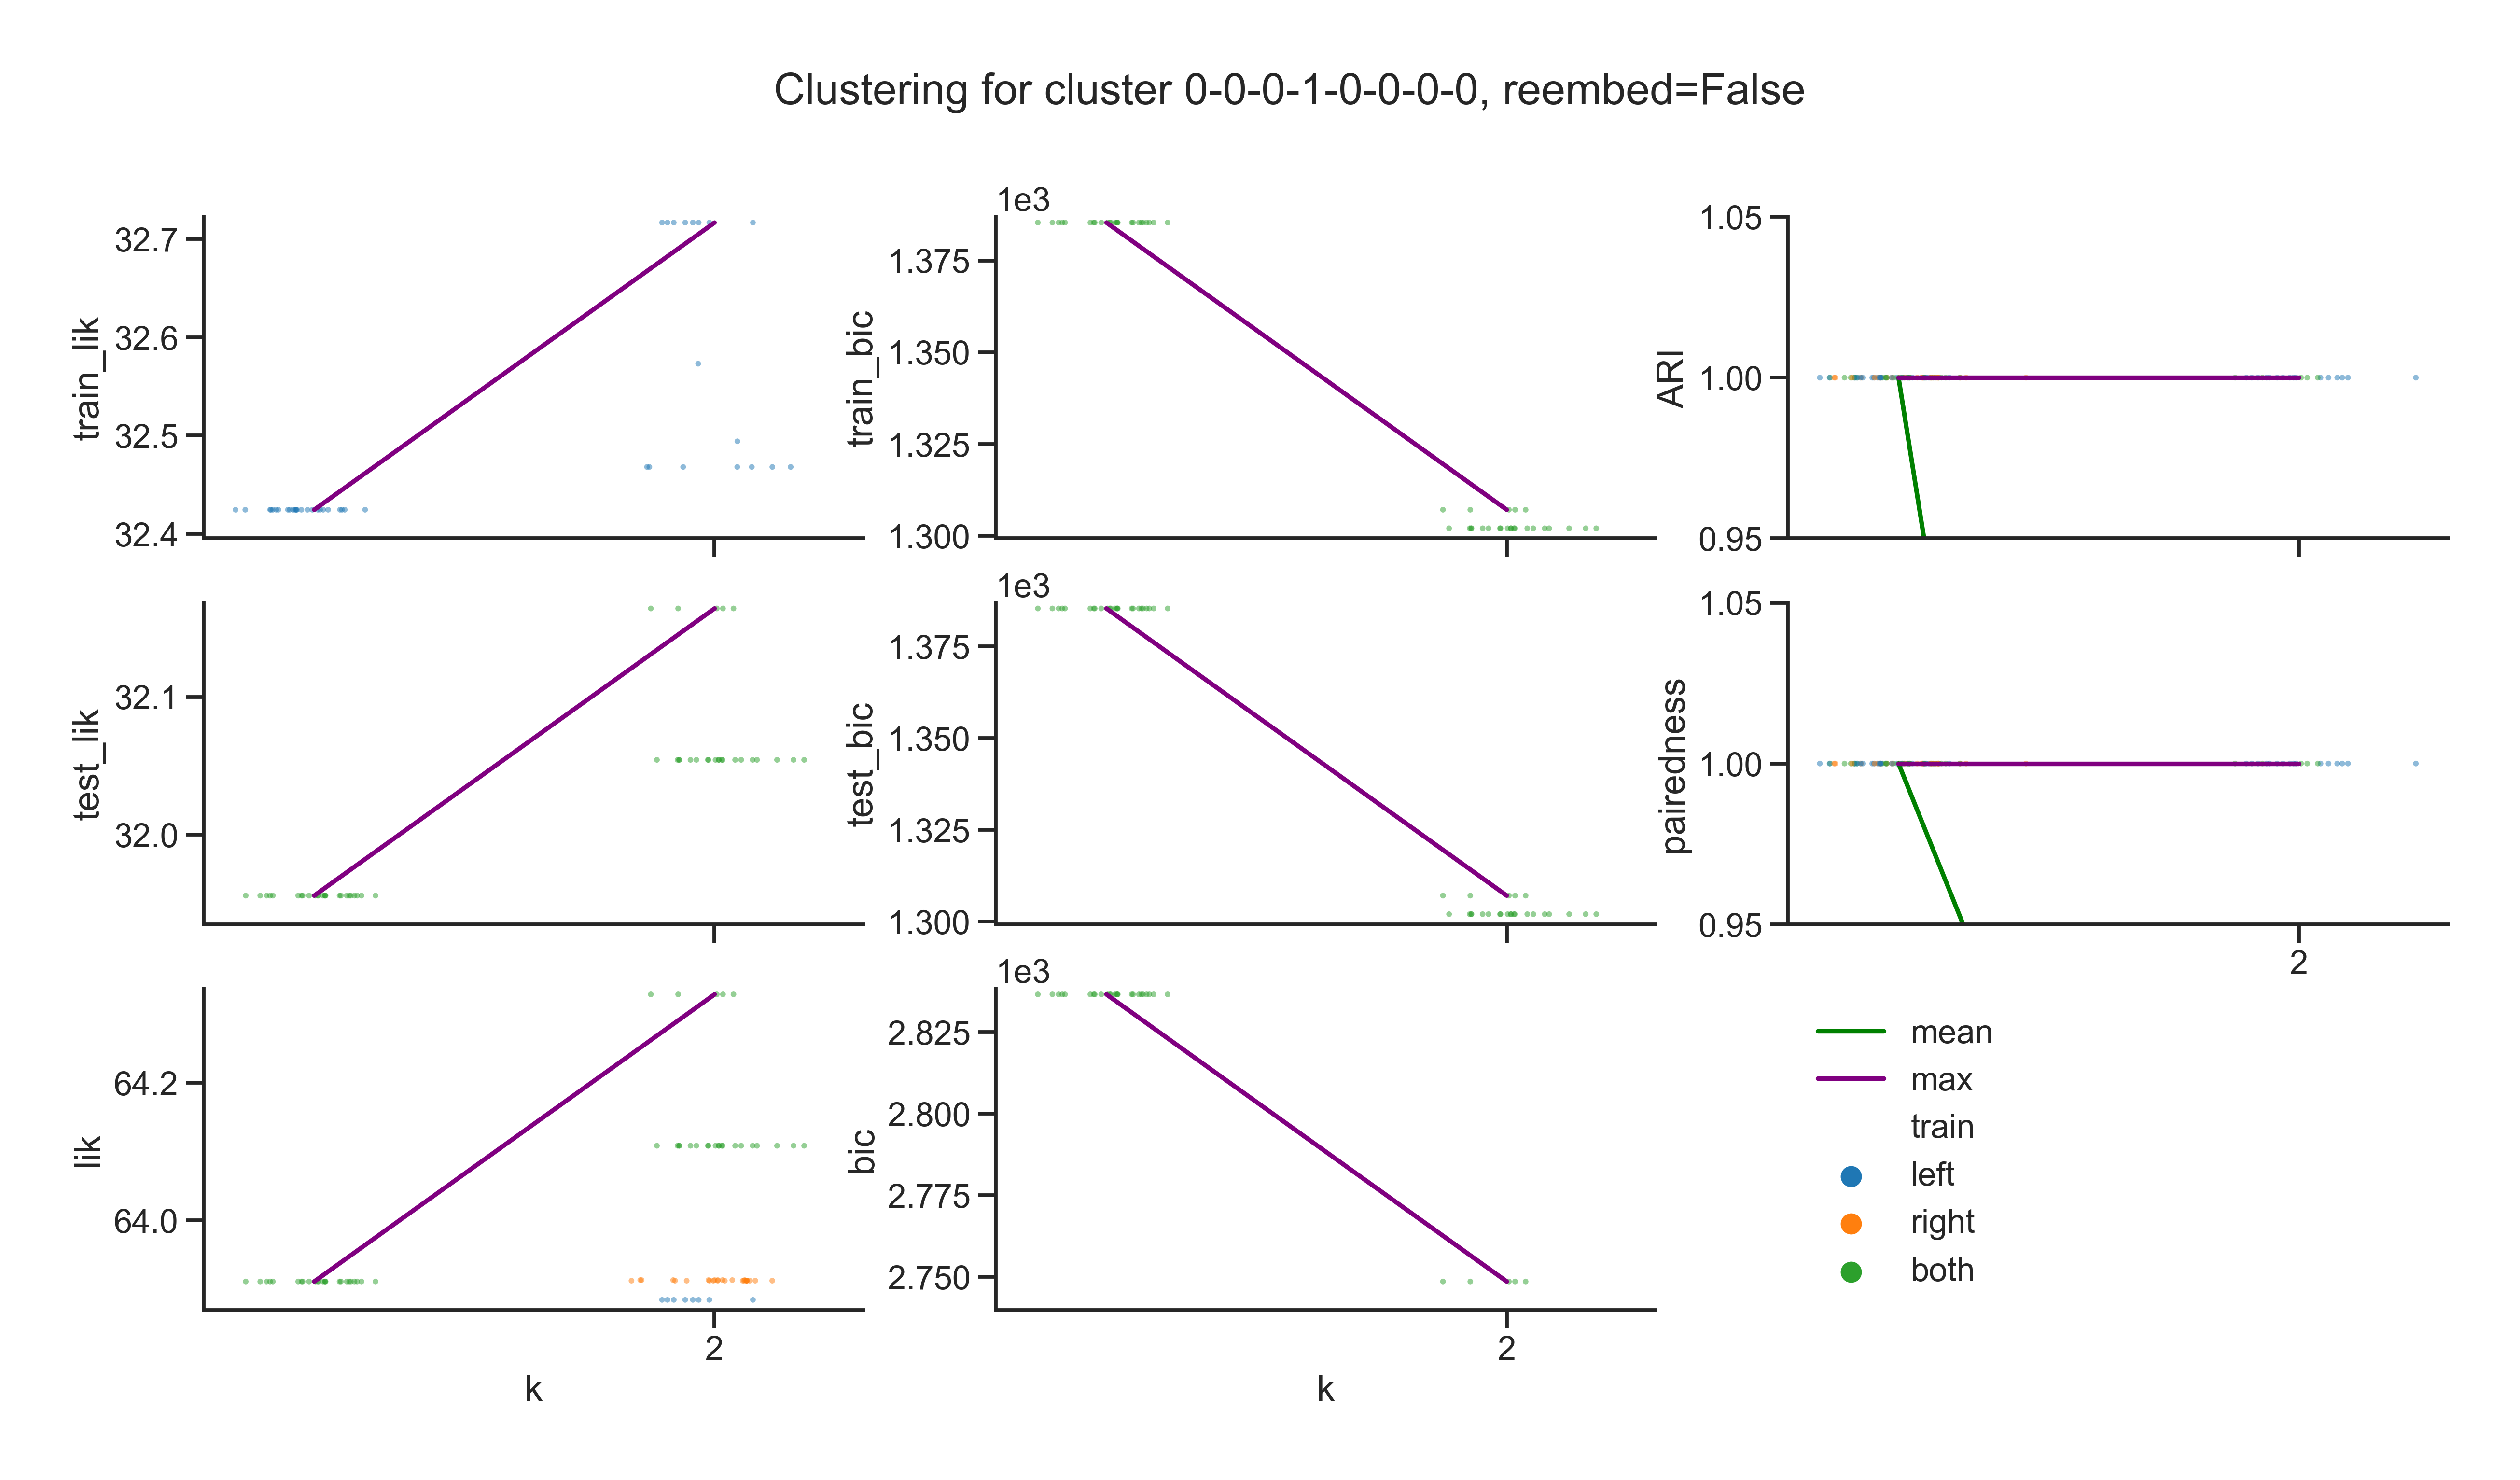 Clustering for cluster 0-0-0-1-0-0-0-0, reembed=False
train_lik
32.7
32.6
32.5
32.4
1e3
train_bic
1.375
1.350
1.325
1.300
ARI
1.05
1.00
0.95
test_lik
32.1
32.0
1e3
test_bic
1.375
1.350
1.325
1.300
pairedness
1.05
1.00
0.95
2
lik
64.2
64.0
2
k
1e3
bic
2.825
2.800
2.775
2.750
2
k
mean
max
train
left
right
both